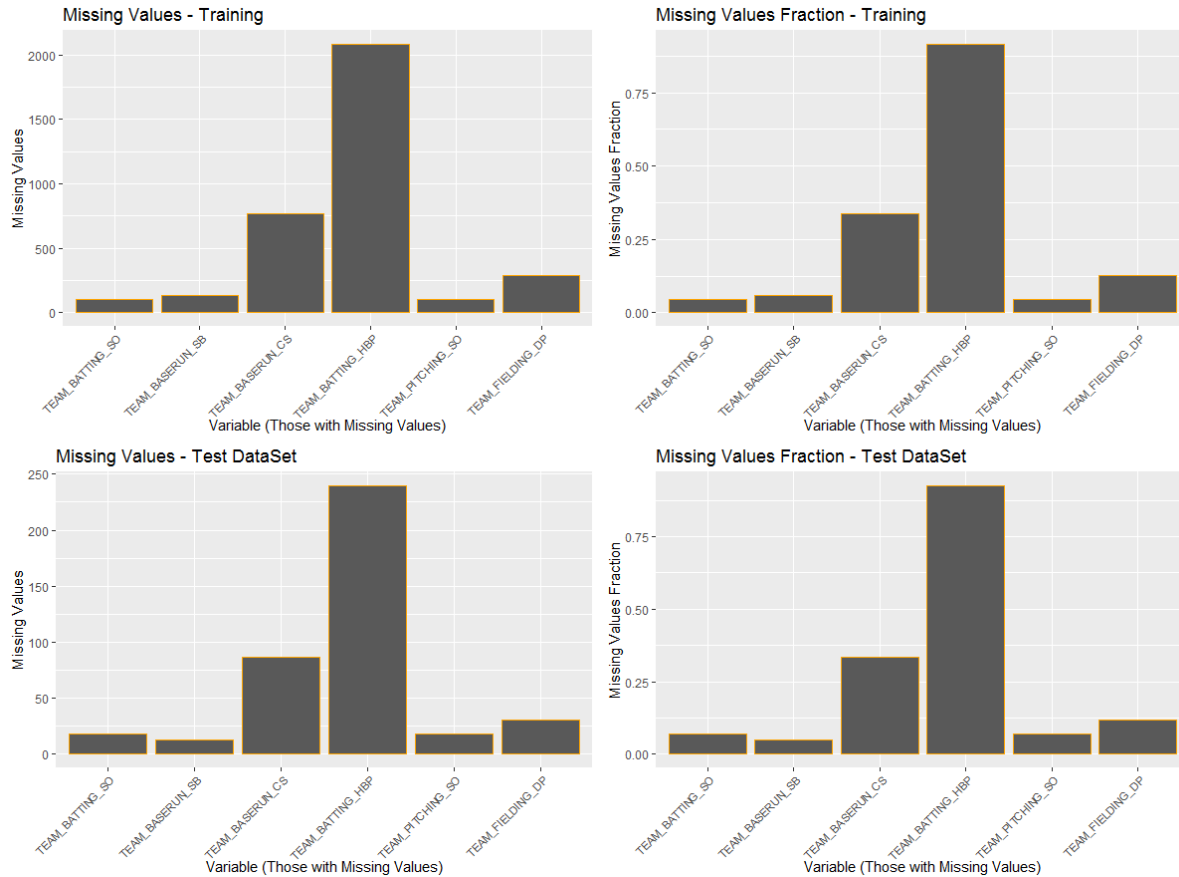 Missing Values - Training
Missing Values
2000
1500
1000
500
0
TEAM_BATTING_SO
TEAM_BASERUN_SB
TEAM_BASERUN_CS
TEAM_BATTING_HBP
TEAM_PITCHING_SO
TEAM_FIELDING_DP
Variable (Those with Missing Values)
Missing Values Fraction - Training
Missing Values Fraction
0.75
0.50
0.25
0.00
TEAM_BATTING_SO
TEAM_BASERUN_SB
TEAM_BASERUN_CS
TEAM_BATTING_HBP
TEAM_PITCHING_SO
TEAM_FIELDING_DP
Variable (Those with Missing Values)
Missing Values - Test DataSet
Missing Values
250
200
150
100
50
0
TEAM_BATTING_SO
TEAM_BASERUN_SB
TEAM_BASERUN_CS
TEAM_BATTING_HBP
TEAM_PITCHING_SO
TEAM_FIELDING_DP
Variable (Those with Missing Values)
Missing Values Fraction - Test DataSet
Missing Values Fraction
0.75
0.50
0.25
0.00
TEAM_BATTING_SO
TEAM_BASERUN_SB
TEAM_BASERUN_CS
TEAM_BATTING_HBP
TEAM_PITCHING_SO
TEAM_FIELDING_DP
Variable (Those with Missing Values)